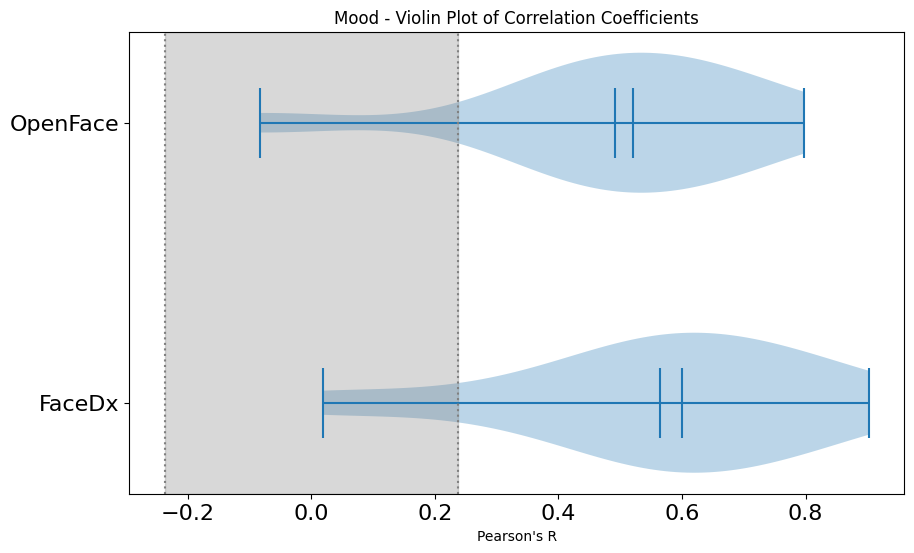 Mood - Violin Plot of Correlation Coefficients
OpenFace
FaceDx
−0.2 0.0 0.2 0.4 0.6 0.8
Pearson's R